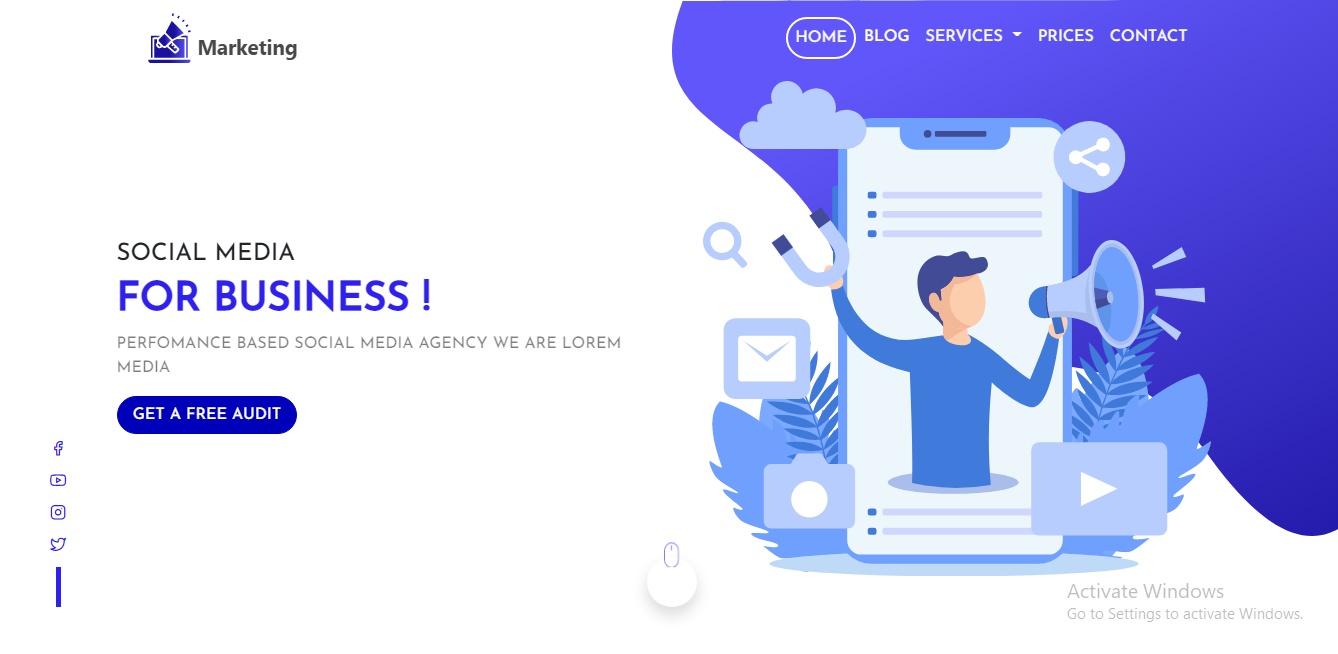 Marketing
HOME BLOG SERVICES PRICES CONTACT
SOCIAL MEDIA
FOR BUSINESS !
PERFOMANCE BASED SOCIAL MEDIA AGENCY WE ARE LOREM
MEDIA
GET A FREE AUDIT
Activate Windows
Go to Settings to activate Windows.